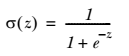 σ(z) = 1 / (1 + e^{-z})